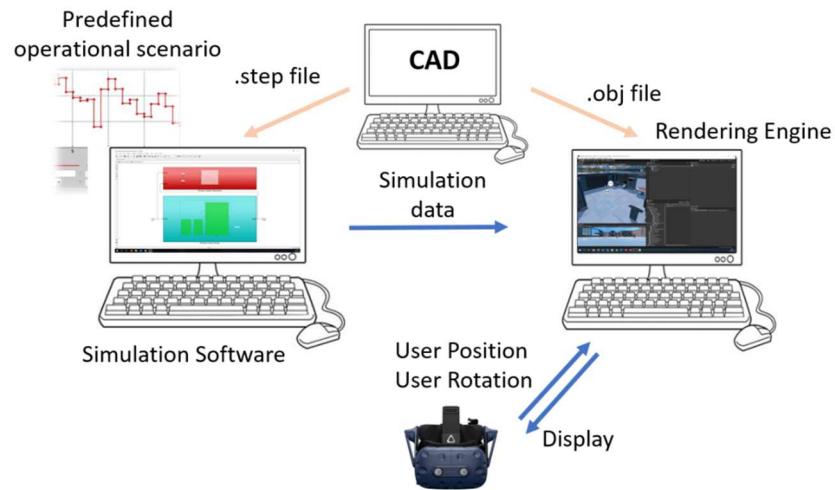 Predefined
operational scenario
CAD
.step file
.obj file
Rendering Engine
Simulation
data
Simulation Software
User Position
User Rotation
Display